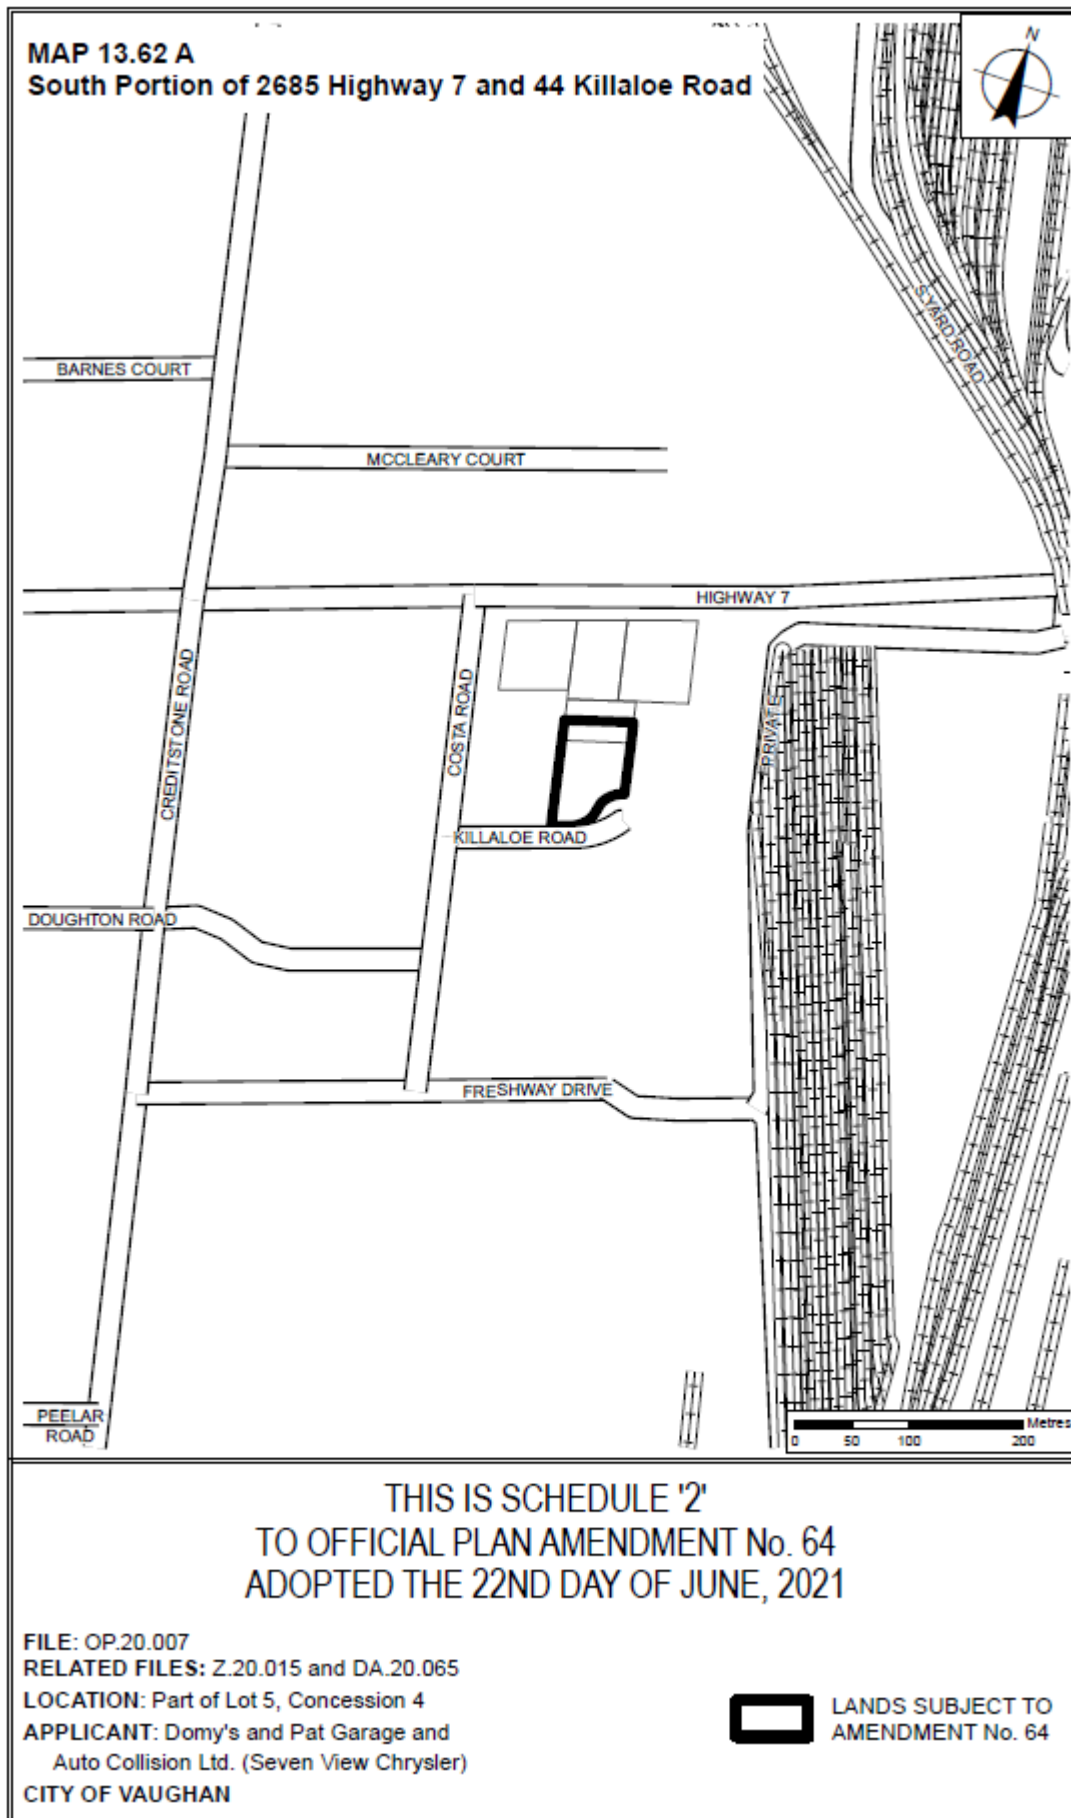 MAP 13.62 A
South Portion of 2685 Highway 7 and 44 Killaloe Road
N
S.YARD.ROAD
BARNES COURT
MCCLEARY COURT
HIGHWAY 7
CREDITSTONE ROAD
COSTA ROAD
PRIVATE
KILLALOE ROAD
DOUGHTON ROAD
FRESHWAY DRIVE
PEELAR
ROAD
Metres
0 50 100 200
THIS IS SCHEDULE '2'
TO OFFICIAL PLAN AMENDMENT No. 64
ADOPTED THE 22ND DAY OF JUNE, 2021
FILE: OP.20.007
RELATED FILES: Z.20.015 and DA.20.065
LOCATION: Part of Lot 5, Concession 4
APPLICANT: Domy's and Pat Garage and
Auto Collision Ltd. (Seven View Chrysler)
CITY OF VAUGHAN
LANDS SUBJECT TO
AMENDMENT No. 64